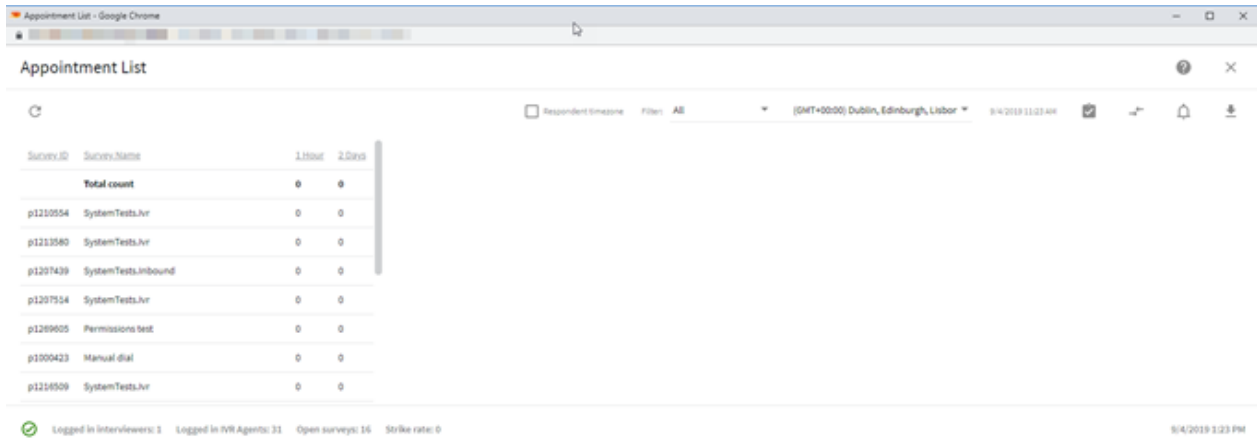 Appointment List - Google Chrome
Appointment List
Respondent timezone Filter: All (GMT+00:00) Dublin, Edinburgh, Lisbor 9/4/2019 11:23 AM
Survey ID Survey Name 1 Hour 2 Days
Total count 0 0
p1210554 SystemTests.Ivr 0 0
p1213580 SystemTests.Ivr 0 0
p1207439 SystemTests.Inbound 0 0
p1207514 SystemTests.Ivr 0 0
p1269605 Permissions test 0 0
p1000423 Manual dial 0 0
p1216509 SystemTests.Ivr 0 0
Logged in interviewers: 1 Logged in IVR Agents: 31 Open surveys: 16 Strike rate: 0 9/4/2019 1:23 PM